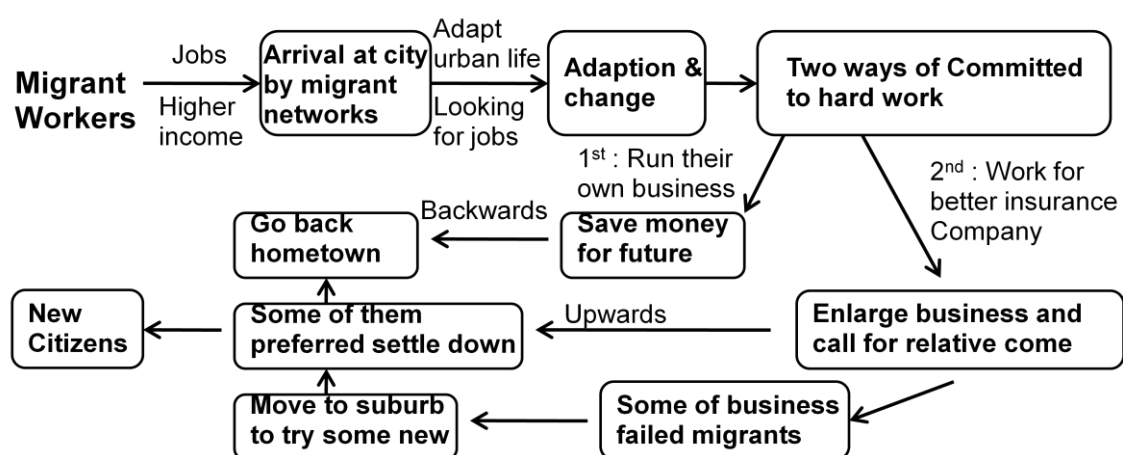 Migrant
Workers
Jobs
Higher
income
Arrival at city
by migrant
networks
Adapt
urban life
Looking
for jobs
Adaption &
change
Two ways of Committed
to hard work
1st : Run their
own business
2nd : Work for
better insurance
Company
Save money
for future
Backwards
Go back
hometown
Enlarge business and
call for relative come
Upwards
Some of them
preferred settle down
New
Citizens
Some of business
failed migrants
Move to suburb
to try some new